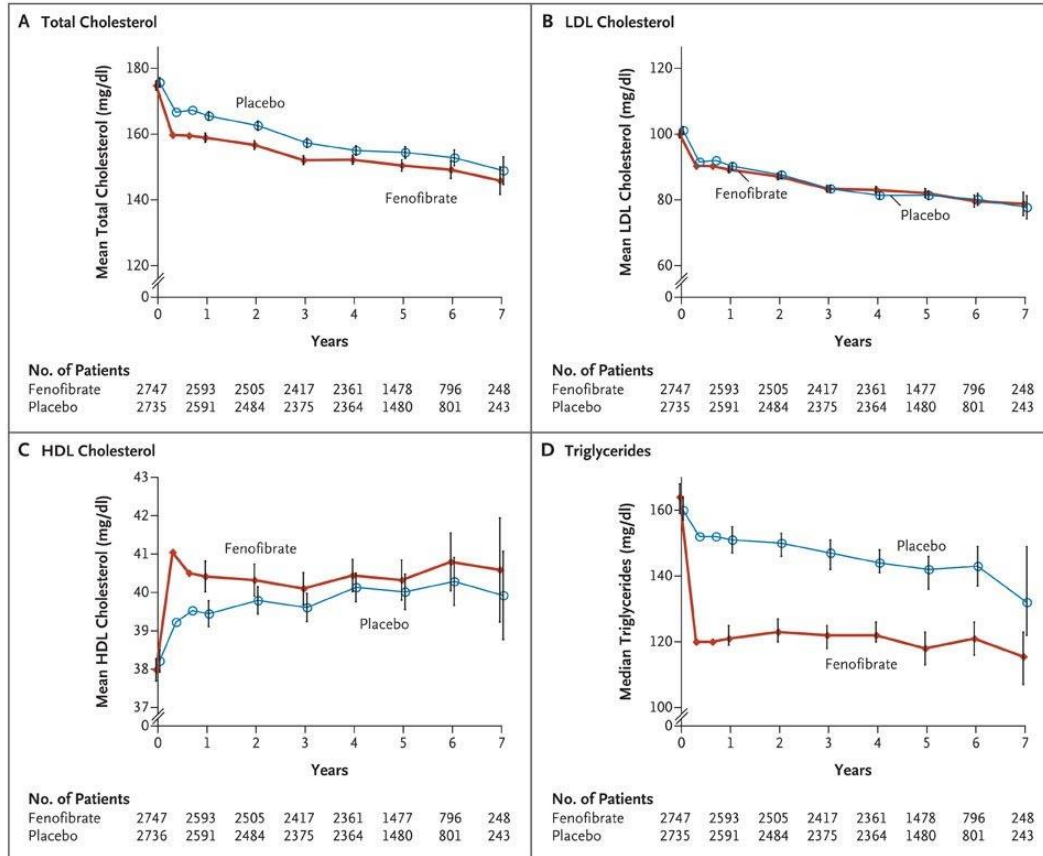 A Total Cholesterol
Mean Total Cholesterol (mg/dl)
180
160
140
120
0
Placebo
Fenofibrate
0 1 2 3 4 5 6 7
Years
No. of Patients
Fenofibrate 2747 2593 2505 2417 2361 1478 796 248
Placebo 2735 2591 2484 2375 2364 1480 801 243
B LDL Cholesterol
Mean LDL Cholesterol (mg/dl)
120
100
80
60
0
Fenofibrate
Placebo
0 1 2 3 4 5 6 7
Years
No. of Patients
Fenofibrate 2747 2593 2505 2417 2361 1477 796 248
Placebo 2735 2591 2484 2375 2364 1480 801 243
C HDL Cholesterol
Mean HDL Cholesterol (mg/dl)
43
42
41
40
39
38
37
0
Fenofibrate
Placebo
0 1 2 3 4 5 6 7
Years
No. of Patients
Fenofibrate 2747 2593 2505 2417 2361 1477 796 248
Placebo 2736 2591 2484 2375 2364 1480 801 243
D Triglycerides
Median Triglycerides (mg/dl)
160
140
120
100
0
Placebo
Fenofibrate
0 1 2 3 4 5 6 7
Years
No. of Patients
Fenofibrate 2747 2593 2505 2417 2361 1478 796 248
Placebo 2735 2591 2484 2375 2364 1480 801 243